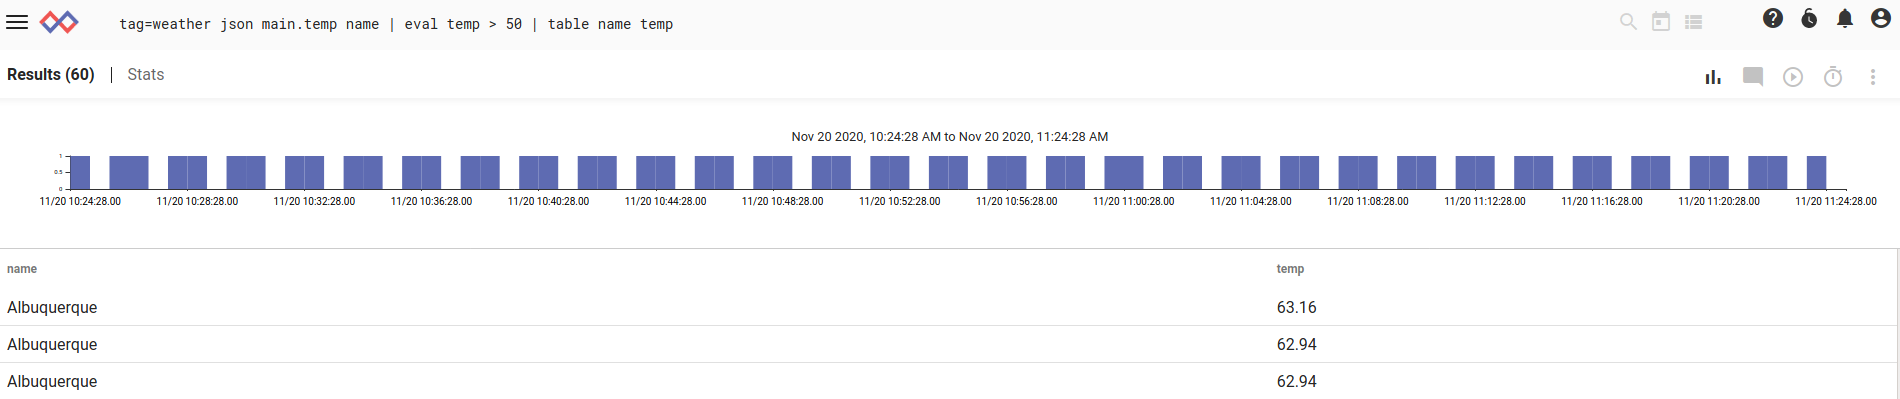 tag=weather json main.temp name | eval temp > 50 | table name temp
Results (60) | Stats
Nov 20 2020, 10:24:28 AM to Nov 20 2020, 11:24:28 AM
1
0.5
0
11/20 10:24:28.00 11/20 10:28:28.00 11/20 10:32:28.00 11/20 10:36:28.00 11/20 10:40:28.00 11/20 10:44:28.00 11/20 10:48:28.00 11/20 10:52:28.00 11/20 10:56:28.00 11/20 11:00:28.00 11/20 11:04:28.00 11/20 11:08:28.00 11/20 11:12:28.00 11/20 11:16:28.00 11/20 11:20:28.00 11/20 11:24:28.00
name temp
Albuquerque 63.16
Albuquerque 62.94
Albuquerque 62.94